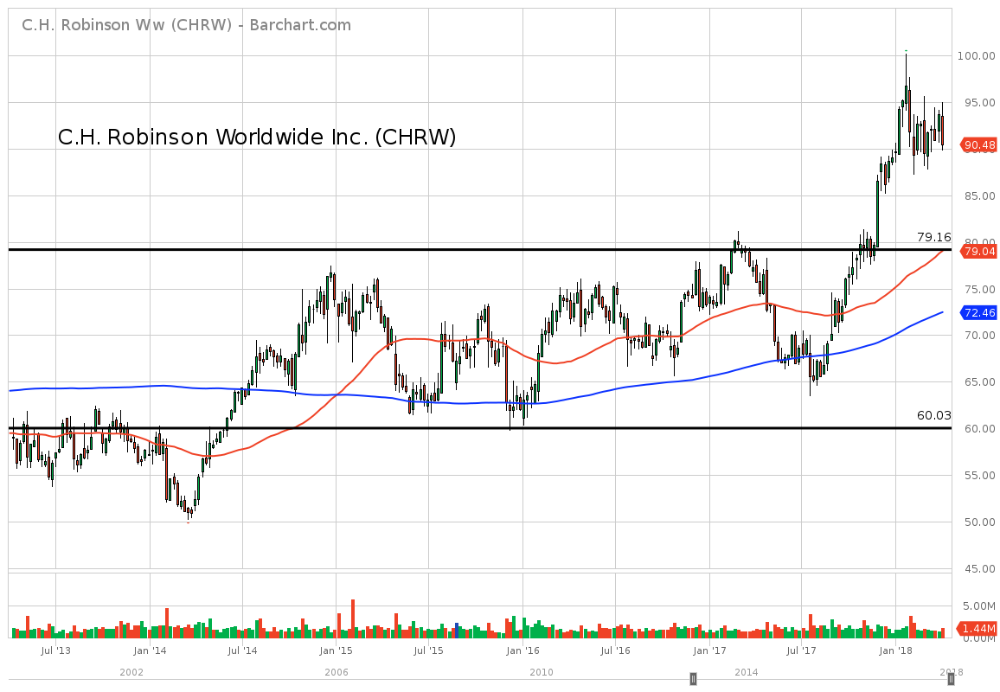 C.H. Robinson Ww (CHRW) - Barchart.com
100.00
95.00
C.H. Robinson Worldwide Inc. (CHRW)
90.48
90.00
85.00
79.16
80.00
79.04
75.00
72.46
70.00
65.00
60.03
60.00
55.00
50.00
45.00
5.00M
1.44M
0.00M
Jul '13 Jan '14 Jul '14 Jan '15 Jul '15 Jan '16 Jul '16 Jan '17 Jul '17 Jan '18
2002 2006 2010 2014 2018